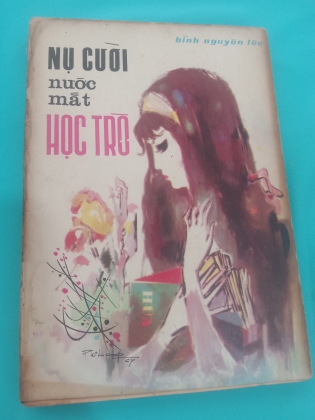 bình nguyên lộc
NỤ CƯỜI
nước
mắt
HỌC TRÒ